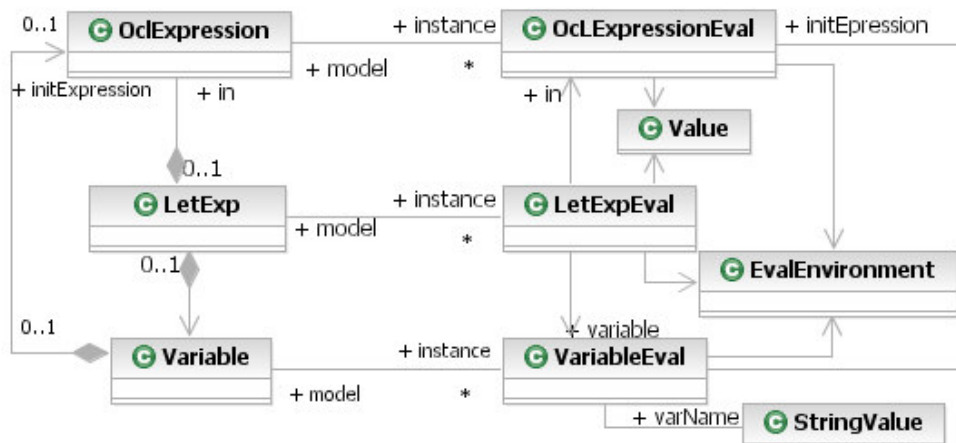 0..1
OclExpression
+ instance
OcLExpressionEval
+ initEpression
+ model
*
+ initExpression
+ in
+ in
Value
0..1
LetExp
+ instance
LetExpEval
+ model
*
0..1
EvalEnvironment
0..1
+ variable
Variable
+ instance
VariableEval
+ model
*
+ varName
StringValue